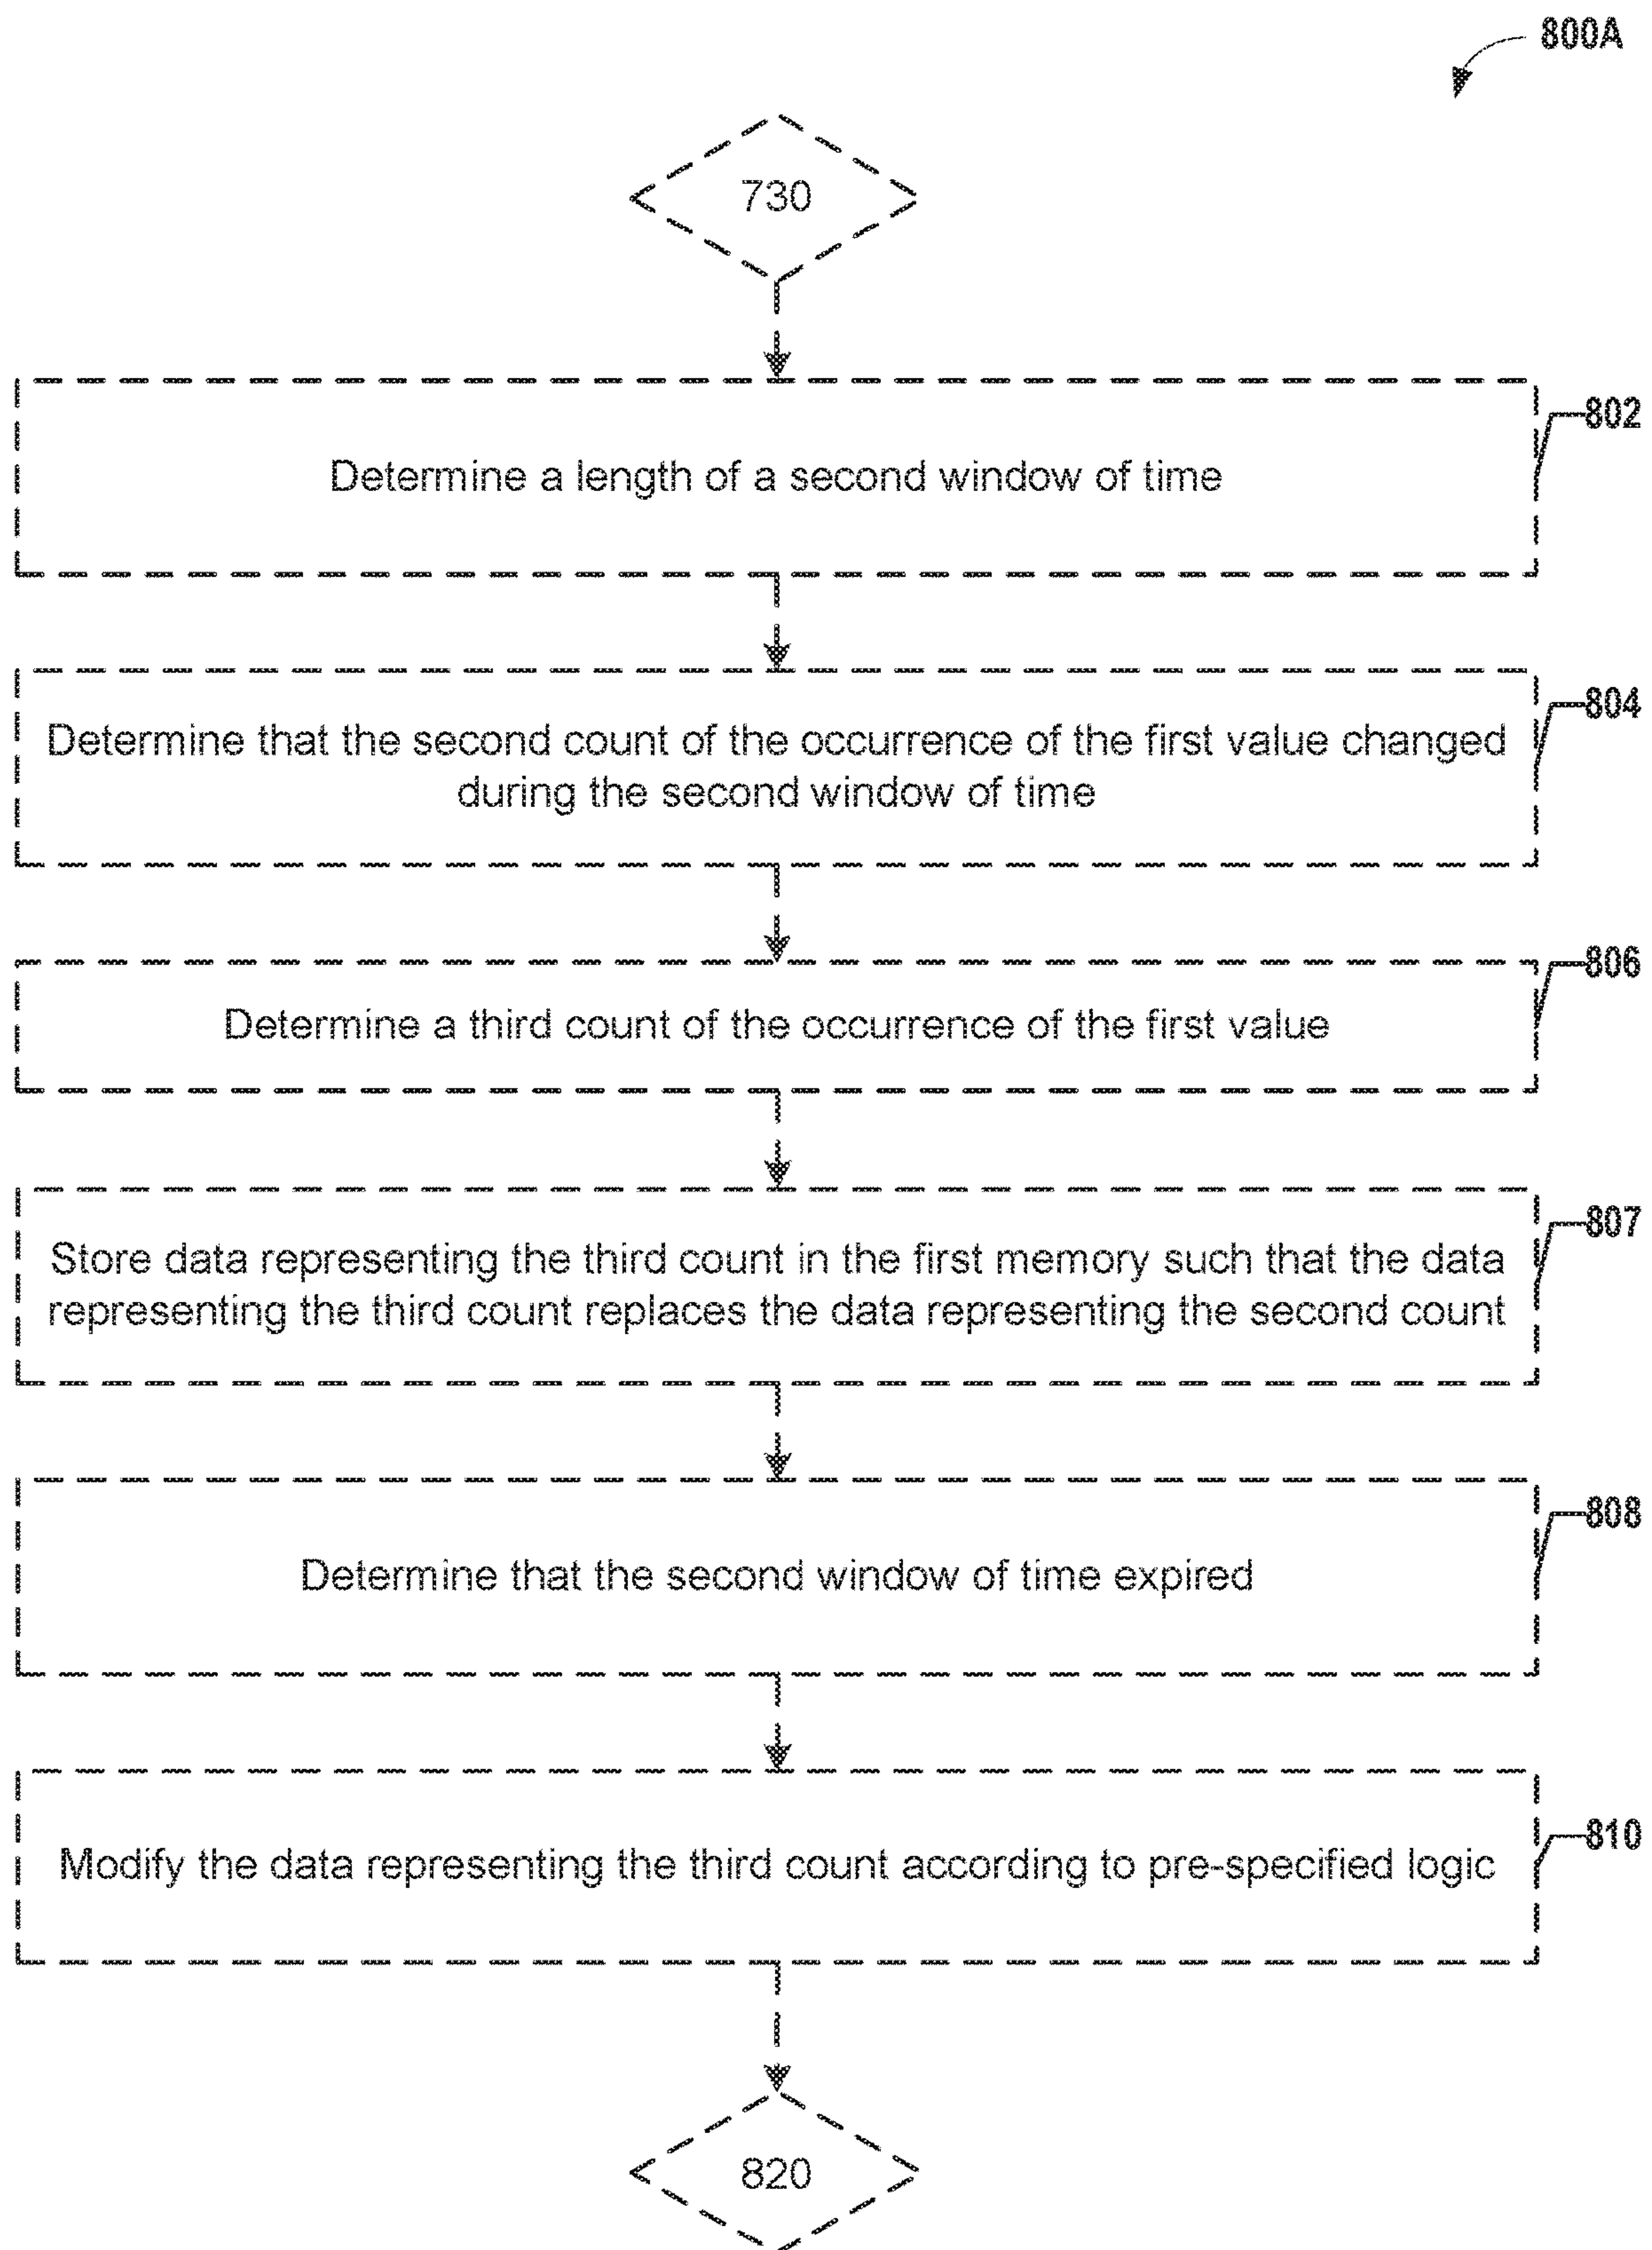 800A
730
802
Determine a length of a second window of time
804
Determine that the second count of the occurrence of the first value changed
during the second window of time
806
Determine a third count of the occurrence of the first value
807
Store data representing the third count in the first memory such that the data
representing the third count replaces the data representing the second count
808
Determine that the second window of time expired
810
Modify the data representing the third count according to pre-specified logic
820